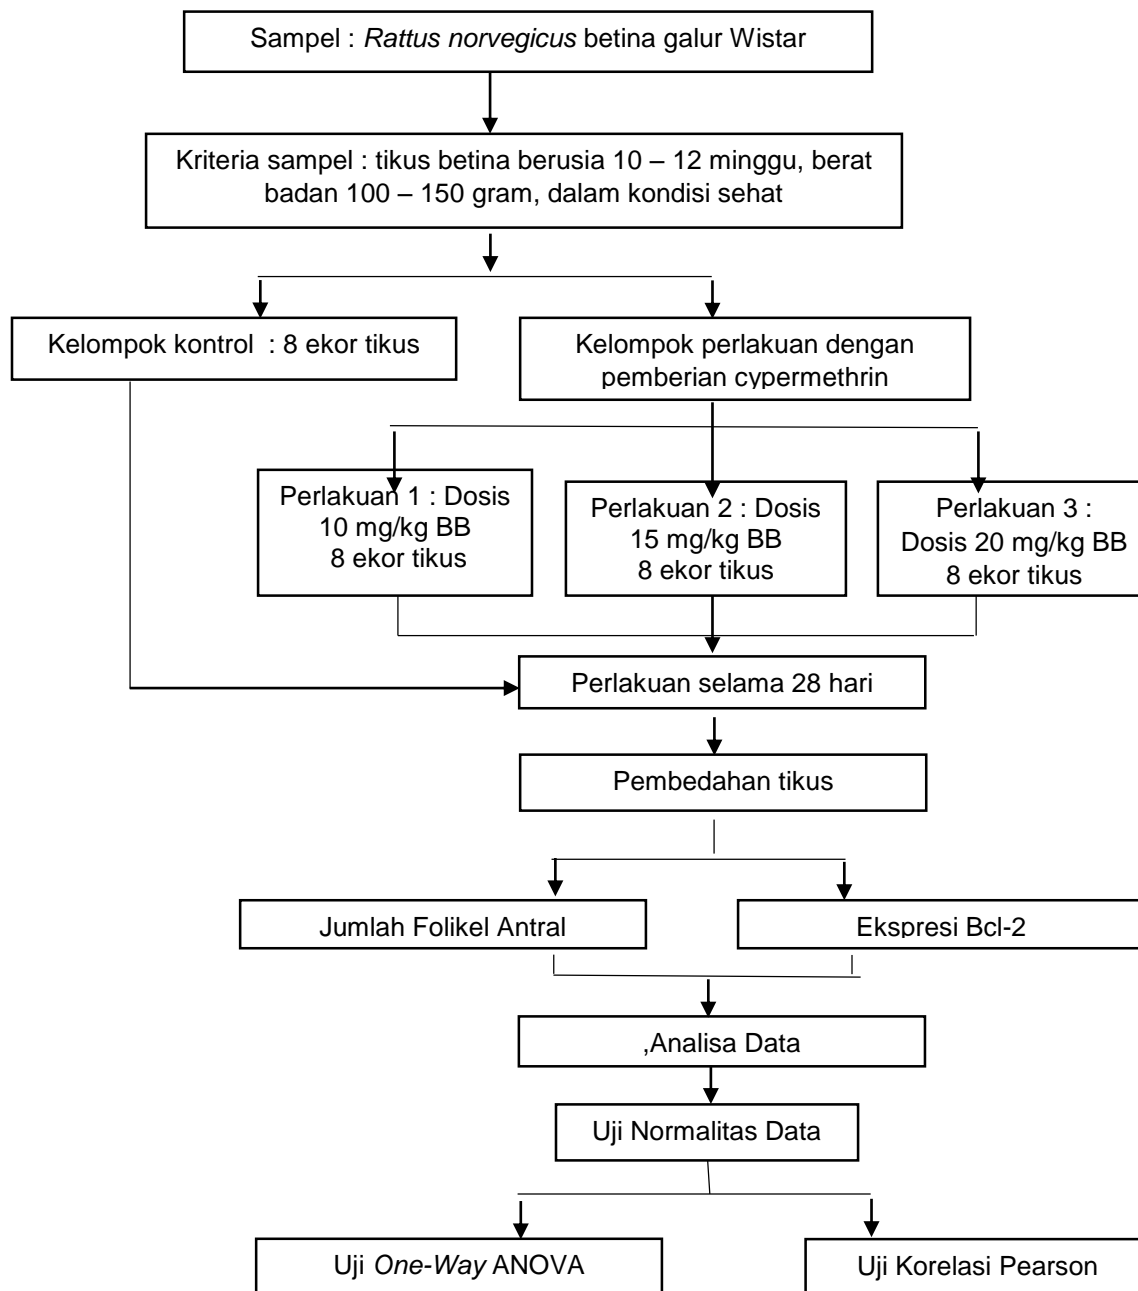 Sampel : Rattus norvegicus betina galur Wistar
Kriteria sampel : tikus betina berusia 10 – 12 minggu, berat
badan 100 – 150 gram, dalam kondisi sehat
Kelompok kontrol : 8 ekor tikus
Kelompok perlakuan dengan
pemberian cypermethrin
Perlakuan 1 : Dosis
10 mg/kg BB
8 ekor tikus
Perlakuan 2 : Dosis
15 mg/kg BB
8 ekor tikus
Perlakuan 3 :
Dosis 20 mg/kg BB
8 ekor tikus
Perlakuan selama 28 hari
Pembedahan tikus
Jumlah Folikel Antral
Ekspresi Bcl-2
,Analisa Data
Uji Normalitas Data
Uji One-Way ANOVA
Uji Korelasi Pearson